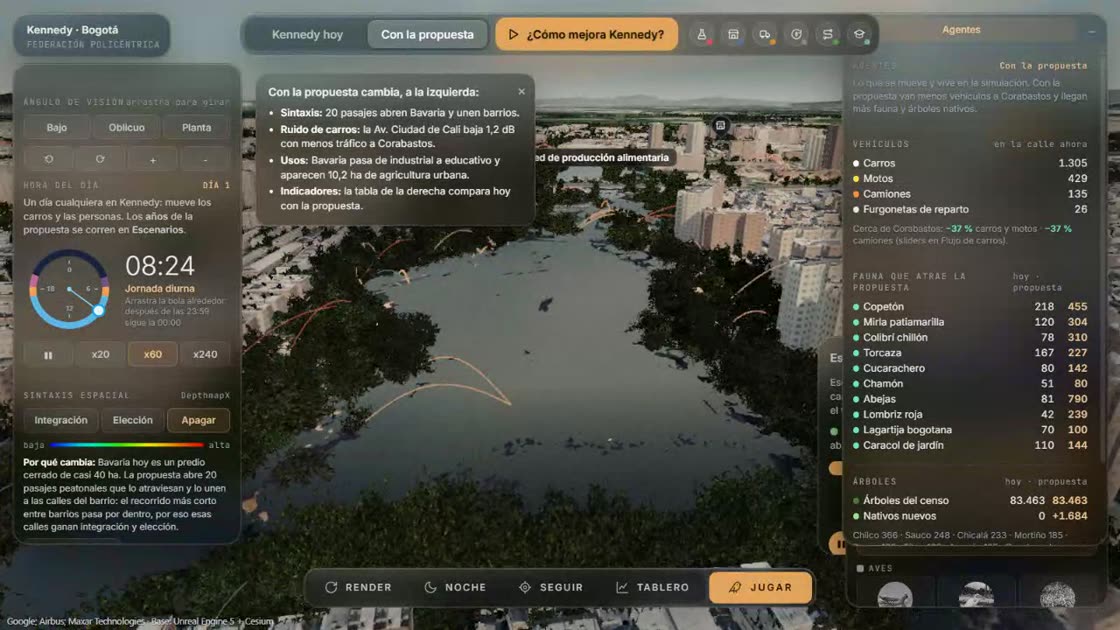 Kennedy · Bogotá
FEDERACIÓN POLICÉNTRICA
Kennedy hoy
Con la propuesta
¿Cómo mejora Kennedy?
ÁNGULO DE VISIÓN arrastra para girar
Bajo
Oblicuo
Planta
+
-
HORA DEL DÍA
DÍA 1
Un día cualquiera en Kennedy: mueve los
carros y las personas. Los años de la
propuesta se corren en Escenarios.
0
6
12
18
08:24
Jornada diurna
Arrastra la bola alrededor:
después de las 23:59
sigue la 00:00
x20
x60
x240
SINTAXIS ESPACIAL
DepthmapX
Integración
Elección
Apagar
baja
alta
Por qué cambia: Bavaria hoy es un predio
cerrado de casi 40 ha. La propuesta abre 20
pasajes peatonales que lo atraviesan y lo unen
a las calles del barrio: el recorrido más corto
entre barrios pasa por dentro, por eso esas
calles ganan integración y elección.
Con la propuesta cambia, a la izquierda:
×
• Sintaxis: 20 pasajes abren Bavaria y unen barrios.
• Ruido de carros: la Av. Ciudad de Cali baja 1,2 dB
con menos tráfico a Corabastos.
• Usos: Bavaria pasa de industrial a educativo y
aparecen 10,2 ha de agricultura urbana.
• Indicadores: la tabla de la derecha compara hoy
con la propuesta.
ed de producción alimentaria
Agentes
AGENTES
Con la propuesta
Lo que se mueve y vive en la simulación. Con la
propuesta van menos vehículos a Corabastos y llegan
más fauna y árboles nativos.
VEHÍCULOS
en la calle ahora
Carros 1.305
Motos 429
Camiones 135
Furgonetas de reparto 26
Cerca de Corabastos: −37 % carros y motos · −37 %
camiones (sliders en Flujo de carros).
FAUNA QUE ATRAE LA PROPUESTA
hoy · propuesta
Copetón 218 455
Mirla patiamarilla 120 304
Colibrí chillón 78 310
Torcaza 167 227
Cucarachero 80 142
Chamón 51 80
Abejas 81 790
Lombriz roja 42 239
Lagartija bogotana 70 100
Caracol de jardín 110 144
ÁRBOLES
hoy · propuesta
Árboles del censo 83.463 83.463
Nativos nuevos 0 +1.684
Chilco 366 · Sauco 248 · Chicalá 233 · Mortiño 185 ·
AVES
RENDER
NOCHE
SEGUIR
TABLERO
JUGAR
Google; Airbus; Maxar Technologies · Base: Unreal Engine 5 + Cesium